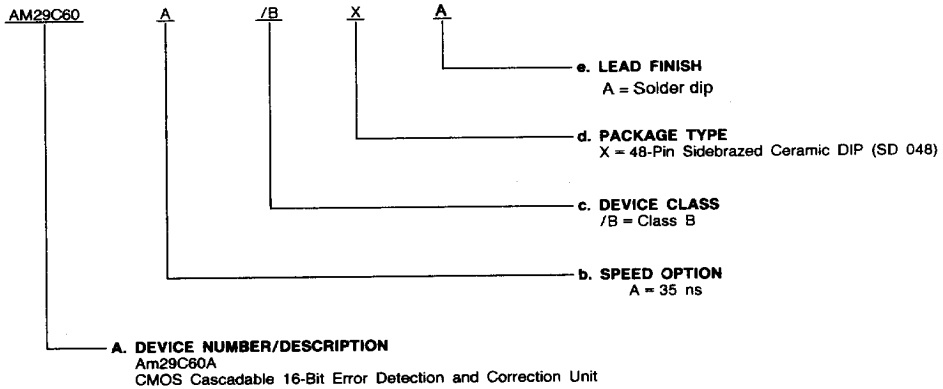 AM29C60 A /B X A
e. LEAD FINISH
A = Solder dip
d. PACKAGE TYPE
X = 48-Pin Sidebrazed Ceramic DIP (SD 048)
c. DEVICE CLASS
/B = Class B
b. SPEED OPTION
A = 35 ns
A. DEVICE NUMBER/DESCRIPTION
Am29C60A
CMOS Cascadable 16-Bit Error Detection and Correction Unit